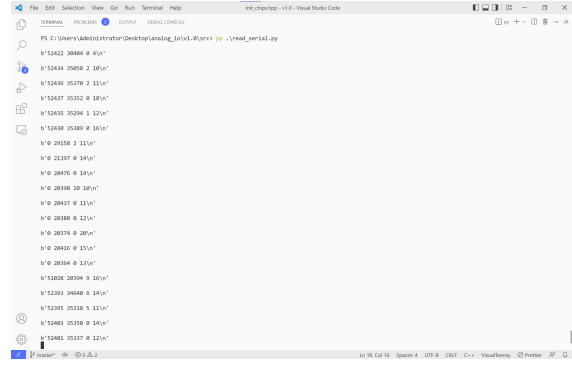 File Edit Selection View Go Run Terminal Help
init_chips.hpp - v1.0 - Visual Studio Code
TERMINAL PROBLEMS 2 OUTPUT DEBUG CONSOLE
py
PS C:\Users\Administrator\Desktop\analog_io\v1.0\src> py .\read_serial.py
b'52422 30404 0 4\n'
b'52434 35058 2 10\n'
b'52436 35370 2 11\n'
b'52437 35352 0 18\n'
b'52435 35294 1 12\n'
b'52430 35389 0 16\n'
b'0 29158 2 11\n'
b'0 21397 0 14\n'
b'0 20476 0 14\n'
b'0 20390 10 10\n'
b'0 20437 0 11\n'
b'0 20380 0 12\n'
b'0 20374 0 20\n'
b'0 20416 0 15\n'
b'0 20364 0 13\n'
b'51028 20394 9 16\n'
b'52393 34640 6 14\n'
b'52395 35318 5 11\n'
b'52403 35350 0 14\n'
b'52401 35337 0 12\n'
master* 0 2
Ln 18, Col 16 Spaces: 4 UTF-8 CRLF C++ VisualTeensy Prettier